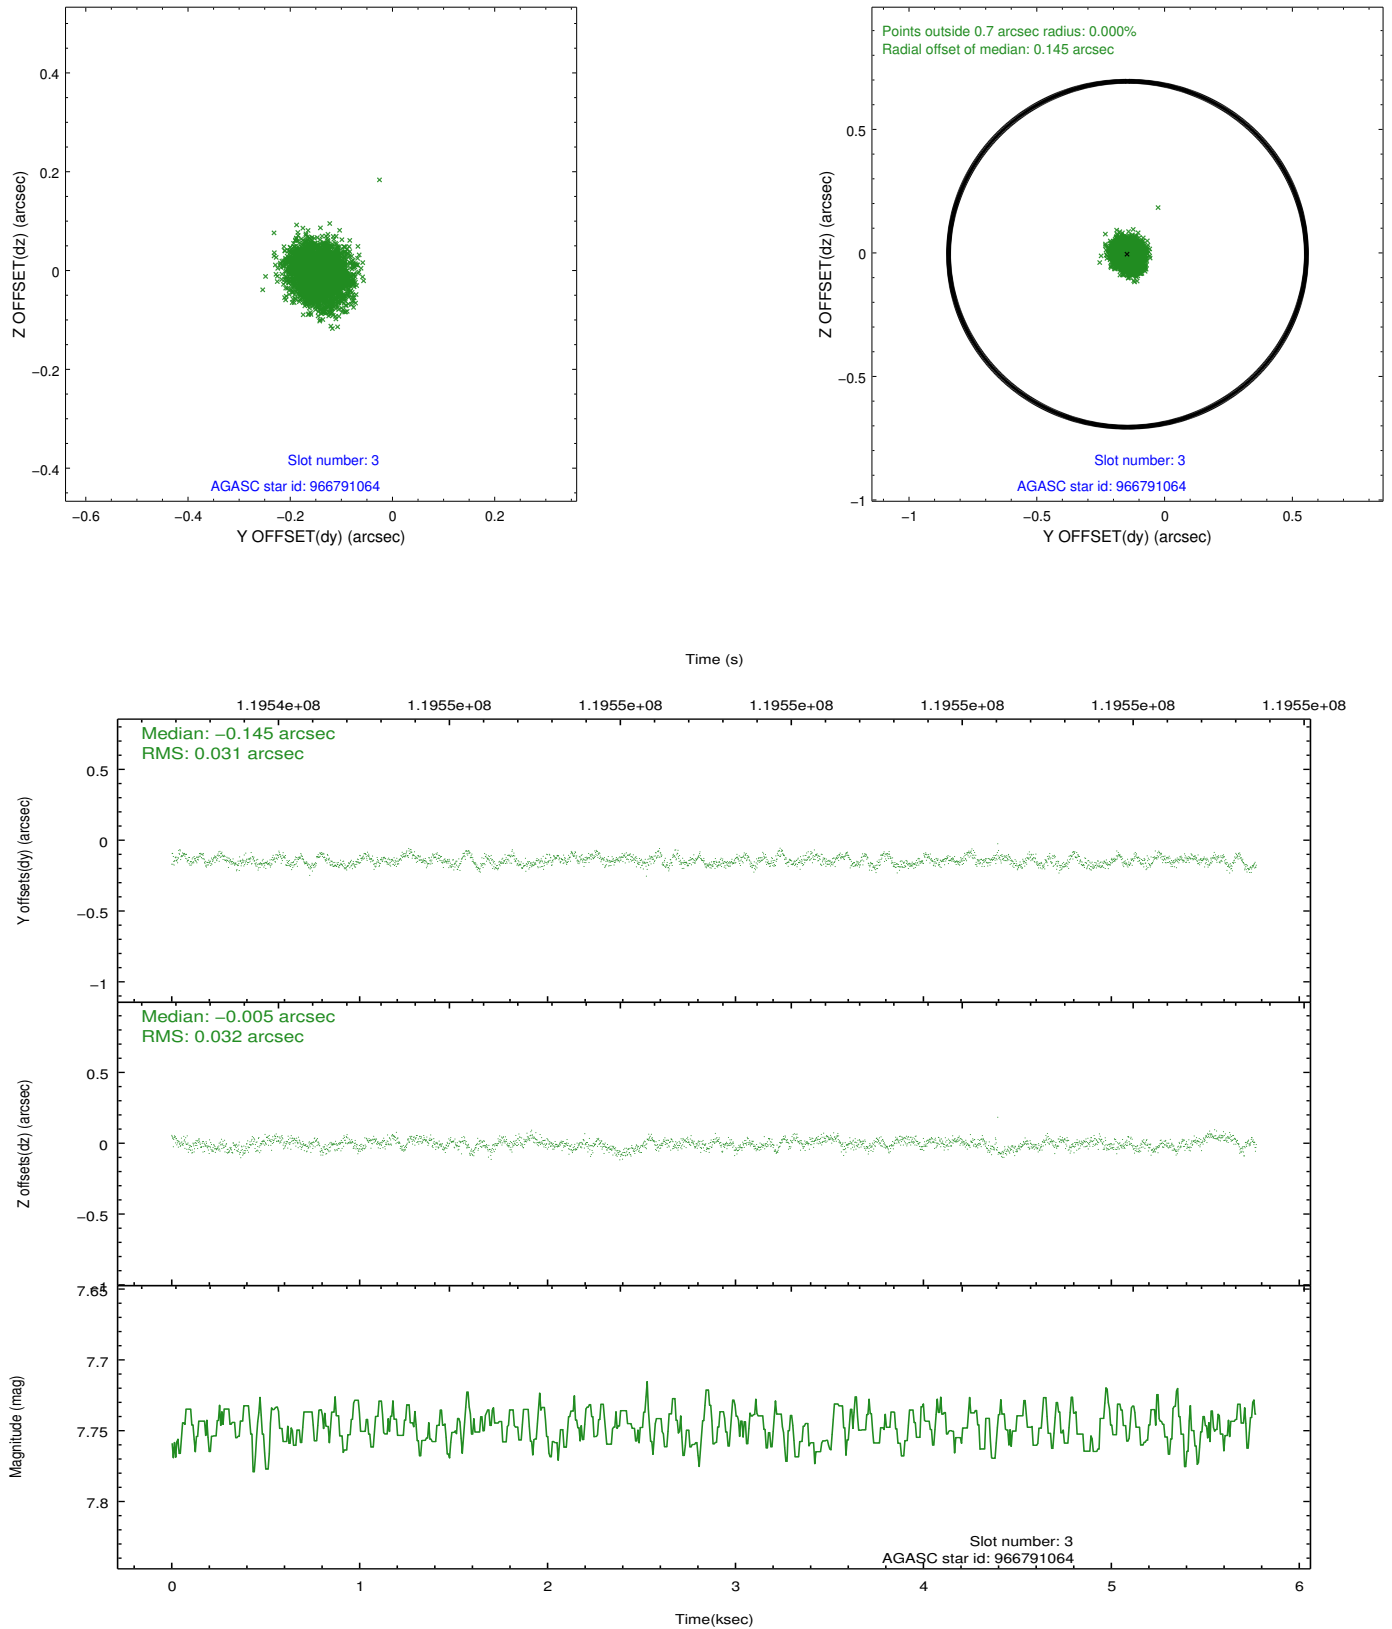 0.4
0.2
0
−0.2
−0.4
Z OFFSET(dz) (arcsec)
Slot number: 3
AGASC star id: 966791064
−0.6
−0.4
−0.2
0
0.2
Y OFFSET(dy) (arcsec)
Points outside 0.7 arcsec radius: 0.000%
Radial offset of median: 0.145 arcsec
0.5
0
−0.5
−1
Z OFFSET(dz) (arcsec)
Slot number: 3
AGASC star id: 966791064
−1
−0.5
0
0.5
Y OFFSET(dy) (arcsec)
Time (s)
1.1954e+08
1.1955e+08
1.1955e+08
1.1955e+08
1.1955e+08
1.1955e+08
1.1955e+08
Median: −0.145 arcsec
RMS: 0.031 arcsec
0.5
0
−0.5
−1
Y offsets(dy) (arcsec)
Median: −0.005 arcsec
RMS: 0.032 arcsec
0.5
0
−0.5
−1
Z offsets(dz) (arcsec)
7.65
7.7
7.75
7.8
Magnitude (mag)
Slot number: 3
AGASC star id: 966791064
0
1
2
3
4
5
6
Time(ksec)